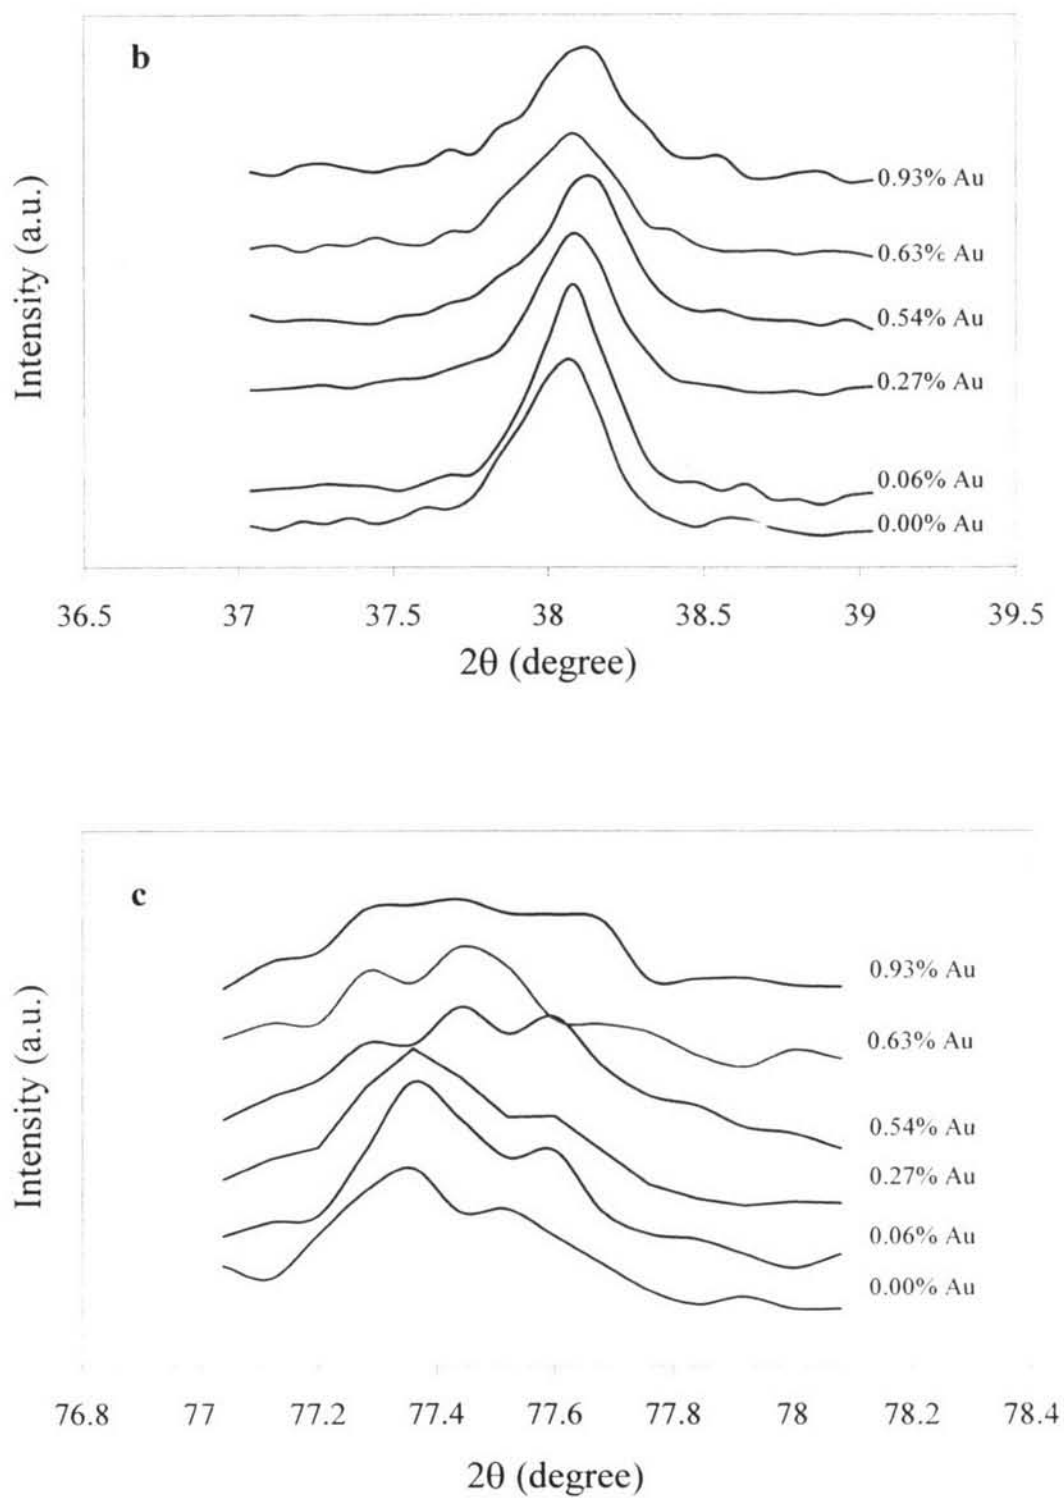 b
Intensity (a.u.)
0.93% Au
0.63% Au
0.54% Au
0.27% Au
0.06% Au
0.00% Au
36.5 37 37.5 38 38.5 39 39.5
2θ (degree)
c
Intensity (a.u.)
0.93% Au
0.63% Au
0.54% Au
0.27% Au
0.06% Au
0.00% Au
76.8 77 77.2 77.4 77.6 77.8 78 78.2 78.4
2θ (degree)